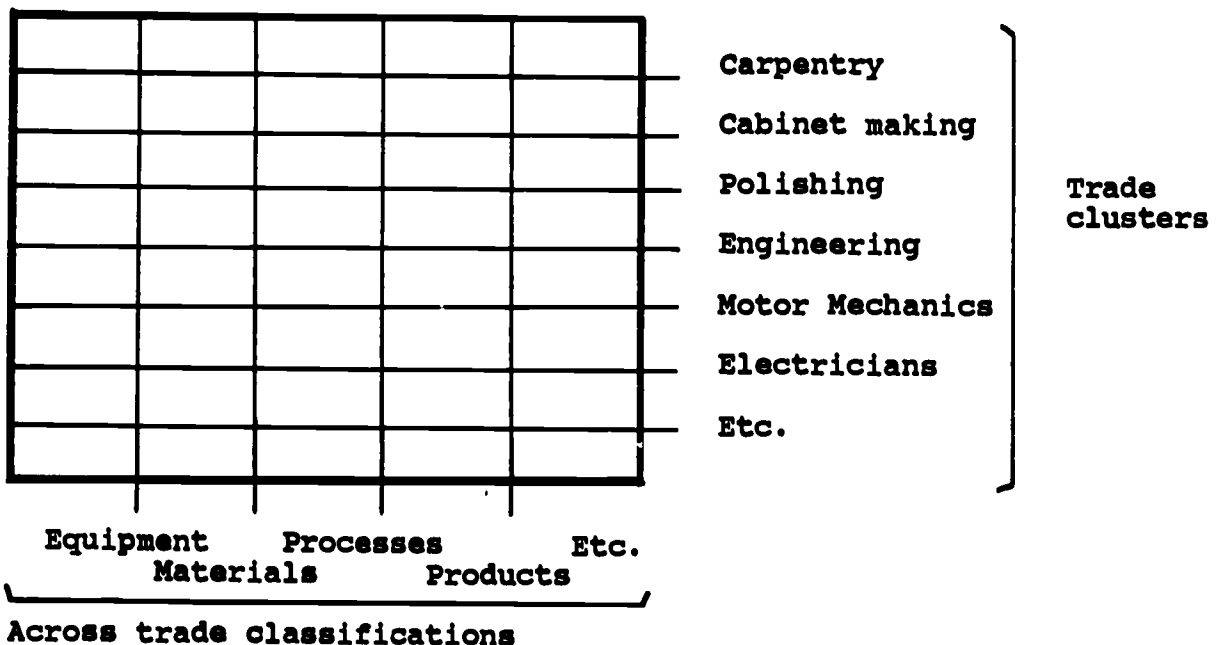 Carpentry
Cabinet making
Polishing
Engineering
Motor Mechanics
Electricians
Etc.
Trade
clusters
Equipment Processes Etc.
Materials Products
Across trade classifications